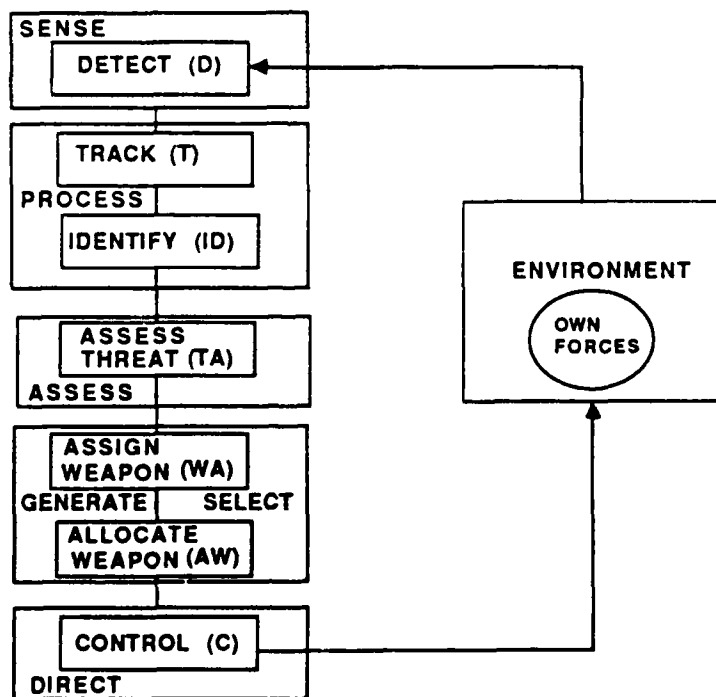 SENSE
DETECT (D)
TRACK (T)
PROCESS
IDENTIFY (ID)
ASSESS
THREAT (TA)
ASSESS
ASSIGN
WEAPON (WA)
GENERATE SELECT
ALLOCATE
WEAPON (AW)
CONTROL (C)
DIRECT
ENVIRONMENT
OWN
FORCES